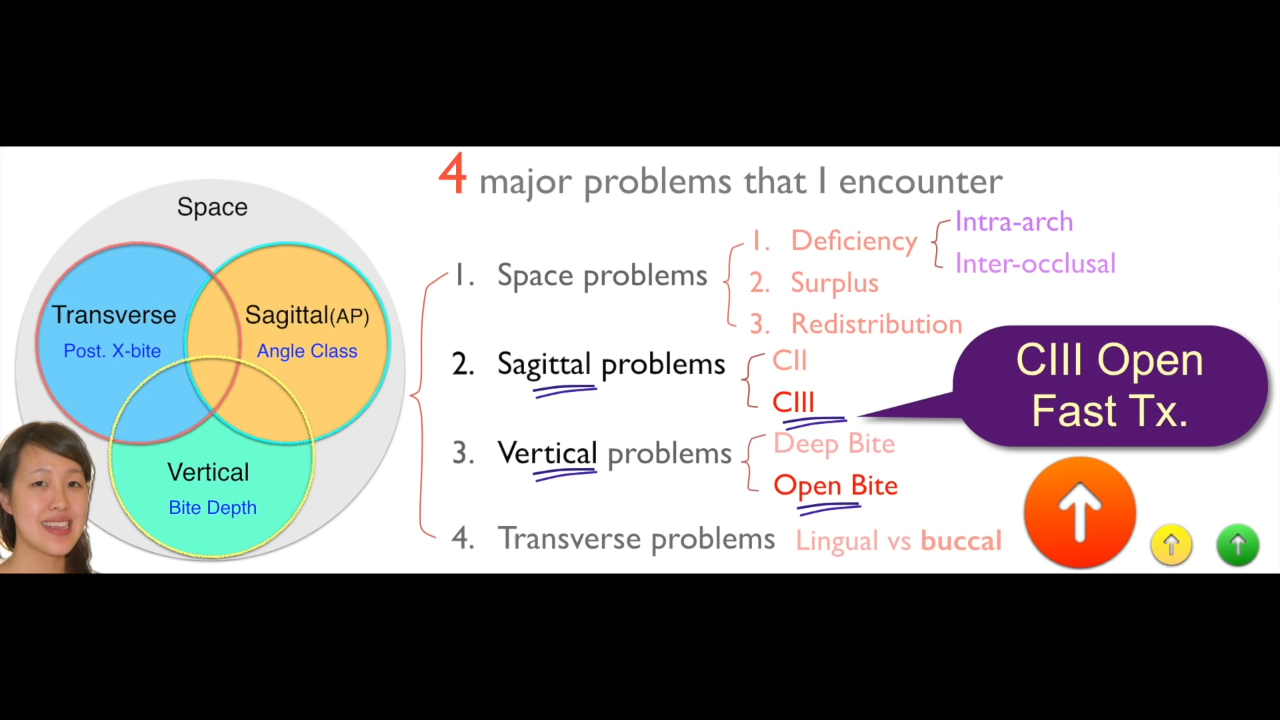 4 major problems that I encounter
Space
Transverse
Post. X-bite
Sagittal(AP)
Angle Class
Vertical
Bite Depth
1. Space problems
1. Deficiency
Intra-arch
Inter-occlusal
2. Surplus
3. Redistribution
2. Sagittal problems
CII
CIII
3. Vertical problems
Deep Bite
Open Bite
4. Transverse problems Lingual vs buccal
CIII Open
Fast Tx.